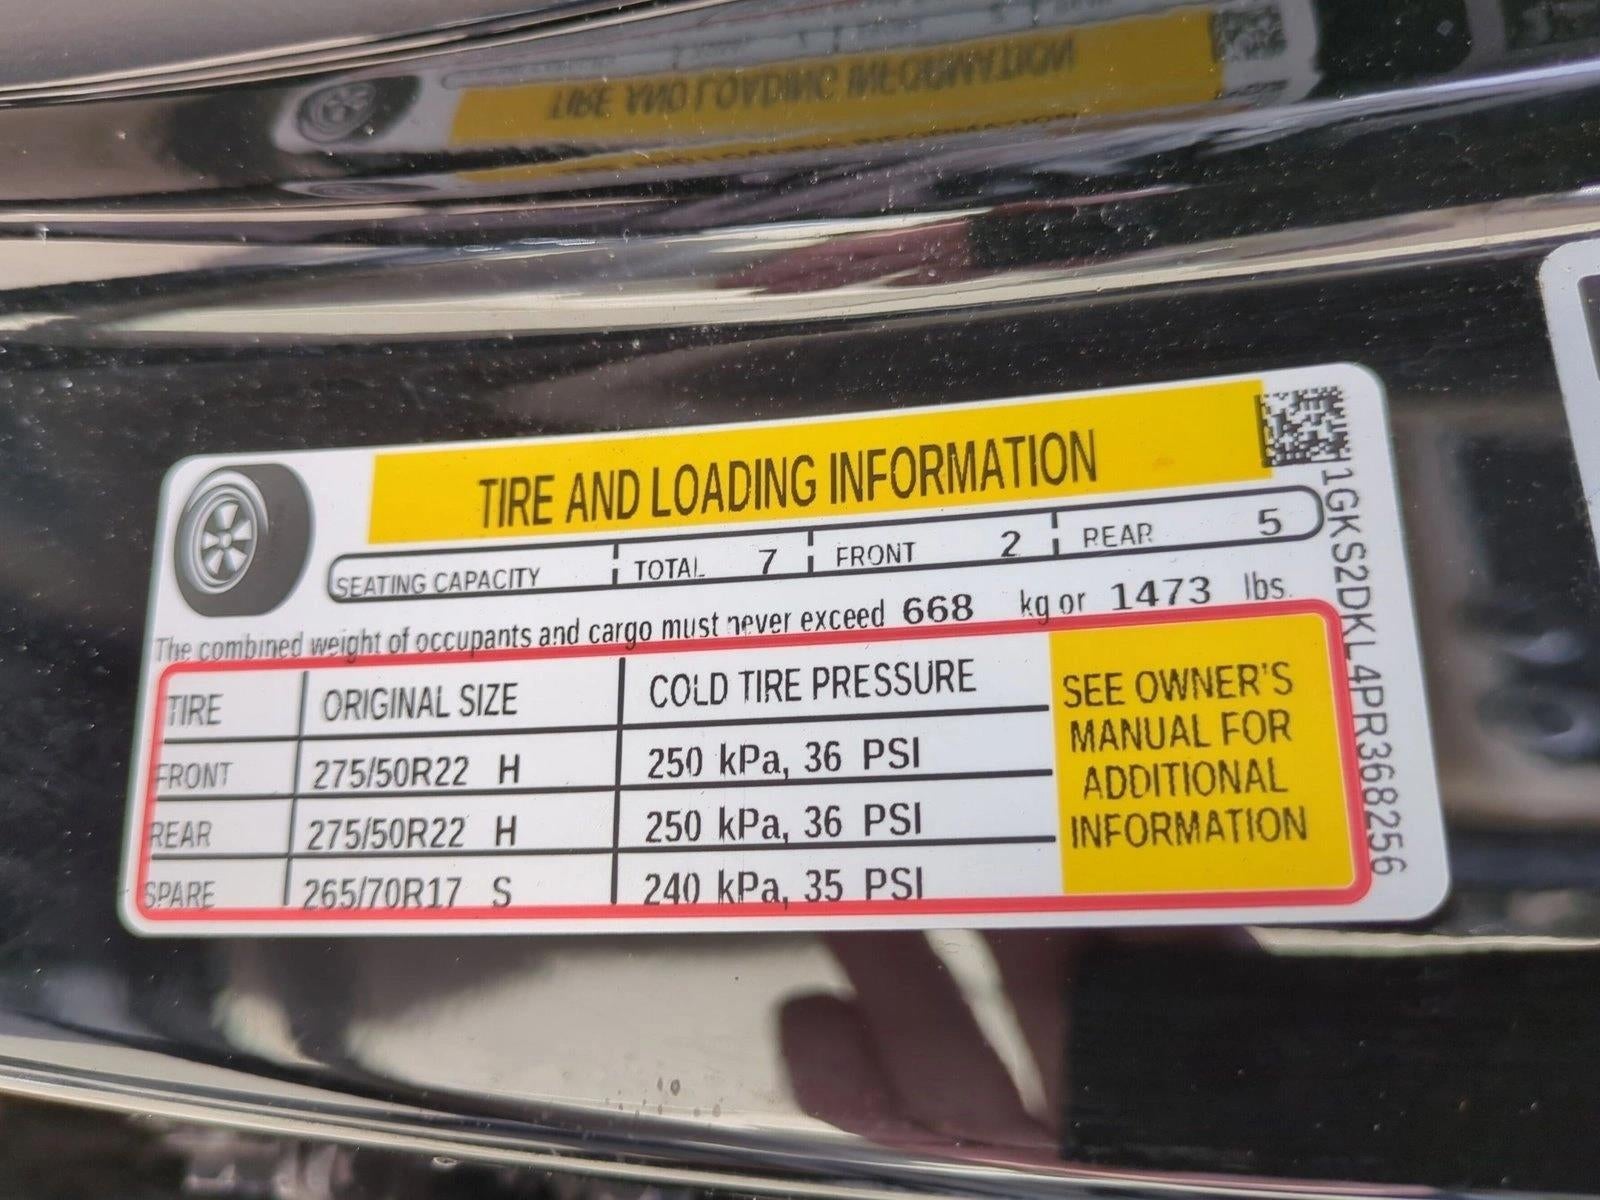 TIRE AND LOADING INFORMATION
SEATING CAPACITY TOTAL 7 FRONT 2 REAR 5
The combined weight of occupants and cargo must never exceed 668 kg or 1473 lbs.
TIRE ORIGINAL SIZE COLD TIRE PRESSURE
FRONT 275/50R22 H 250 kPa, 36 PSI
REAR 275/50R22 H 250 kPa, 36 PSI
SPARE 265/70R17 S 240 kPa, 35 PSI
SEE OWNER'S
MANUAL FOR
ADDITIONAL
INFORMATION
1GKS2DKL4PR368256